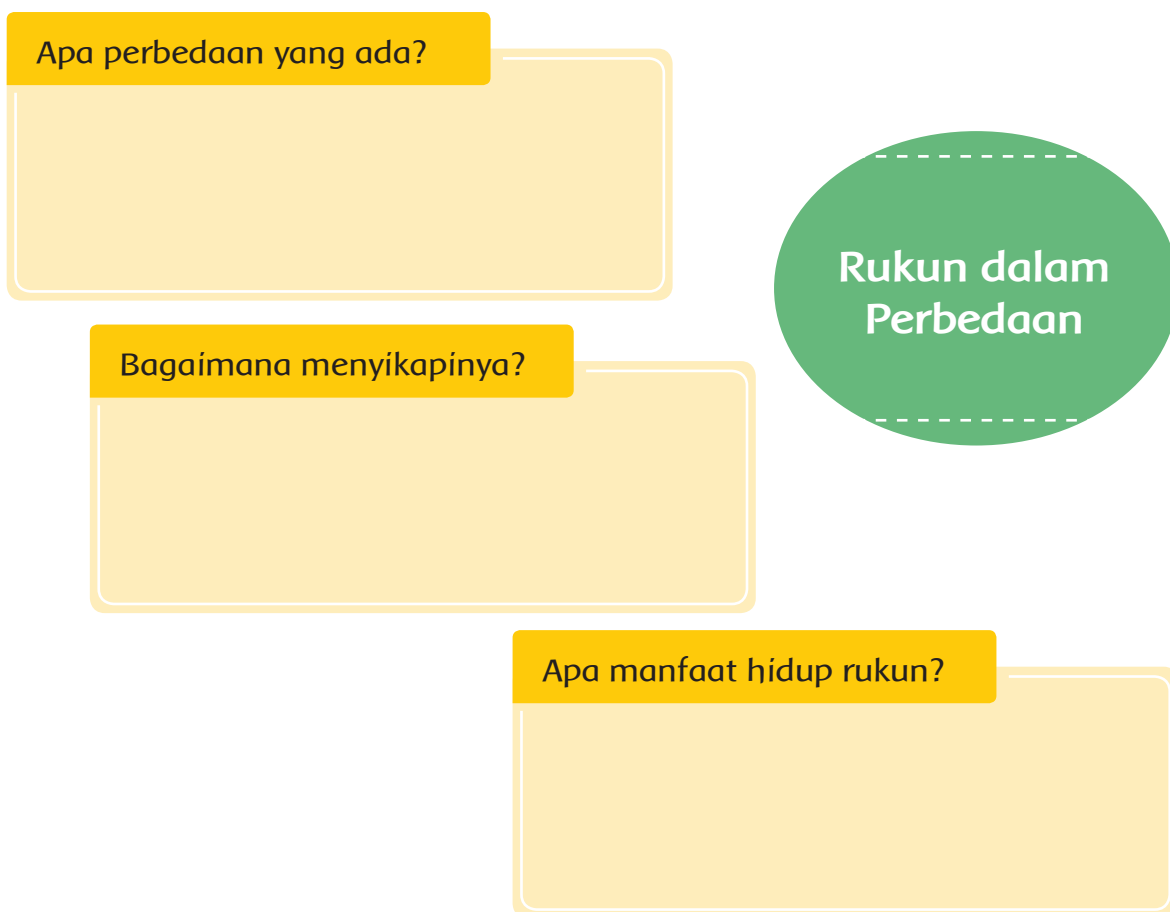 Apa perbedaan yang ada?
Rukun dalam
Perbedaan
Bagaimana menyikapinya?
Apa manfaat hidup rukun?